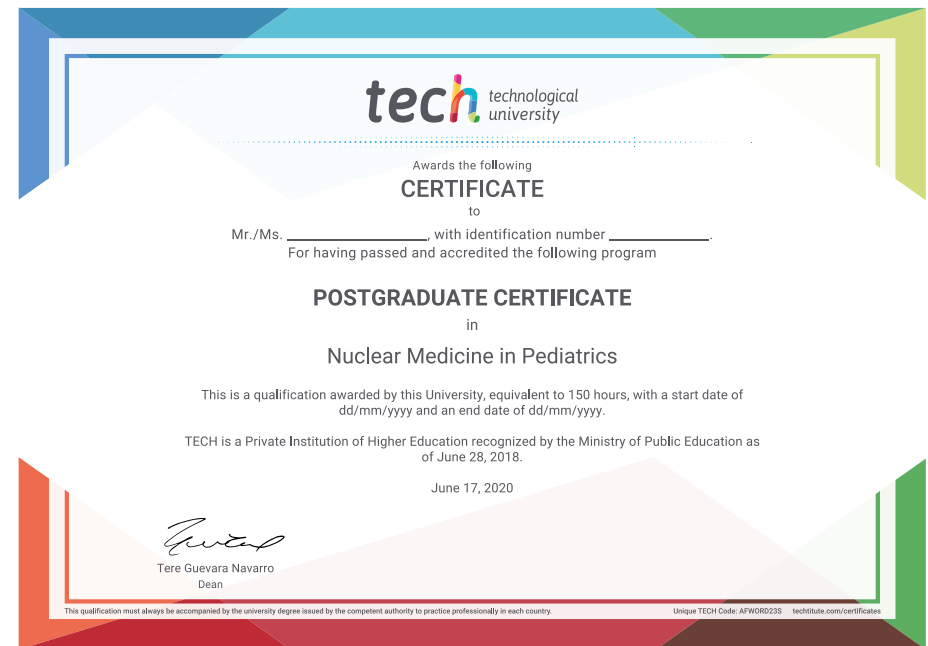 tech technological
university
Awards the following
CERTIFICATE
to
Mr./Ms. ____________________, with identification number ______________.
For having passed and accredited the following program
POSTGRADUATE CERTIFICATE
in
Nuclear Medicine in Pediatrics
This is a qualification awarded by this University, equivalent to 150 hours, with a start date of
dd/mm/yyyy and an end date of dd/mm/yyyy.
TECH is a Private Institution of Higher Education recognized by the Ministry of Public Education as
of June 28, 2018.
June 17, 2020
Tere Guevara Navarro
Dean
This qualification must always be accompanied by the university degree issued by the competent authority to practice professionally in each country.
Unique TECH Code: AFWORD23S techtitute.com/certificates